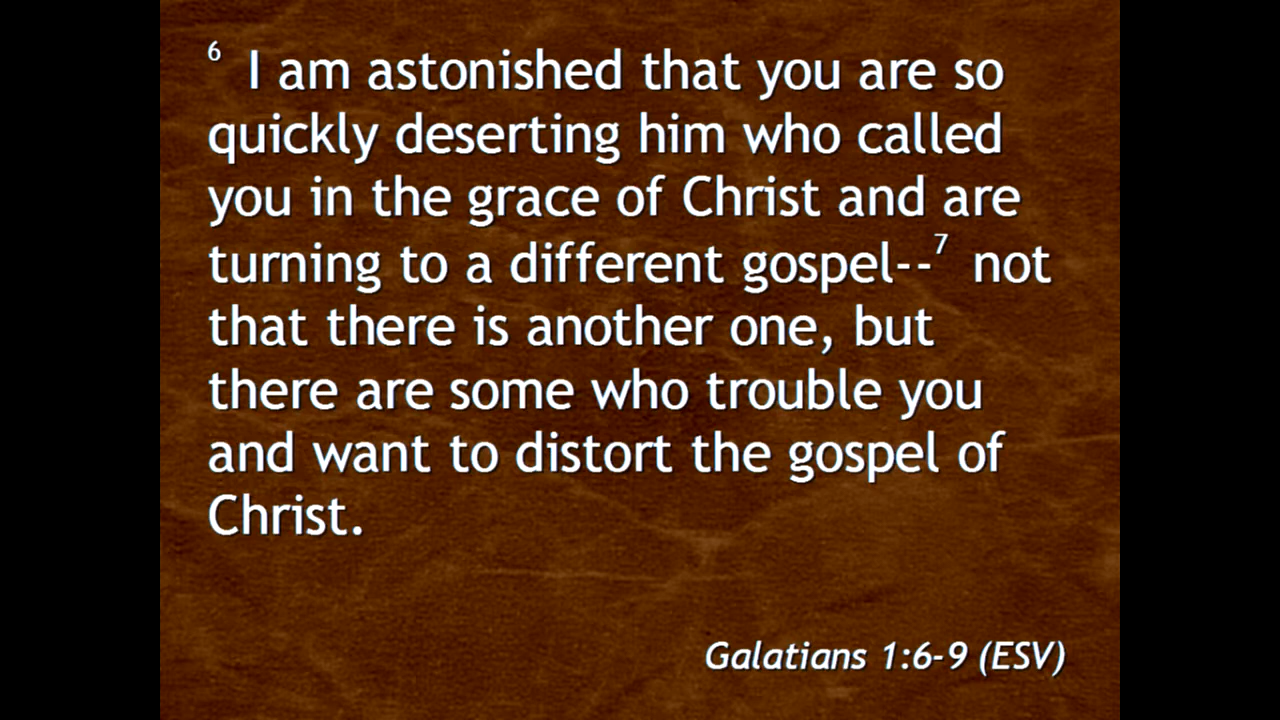 6 I am astonished that you are so
quickly deserting him who called
you in the grace of Christ and are
turning to a different gospel--7 not
that there is another one, but
there are some who trouble you
and want to distort the gospel of
Christ.
Galatians 1:6-9 (ESV)